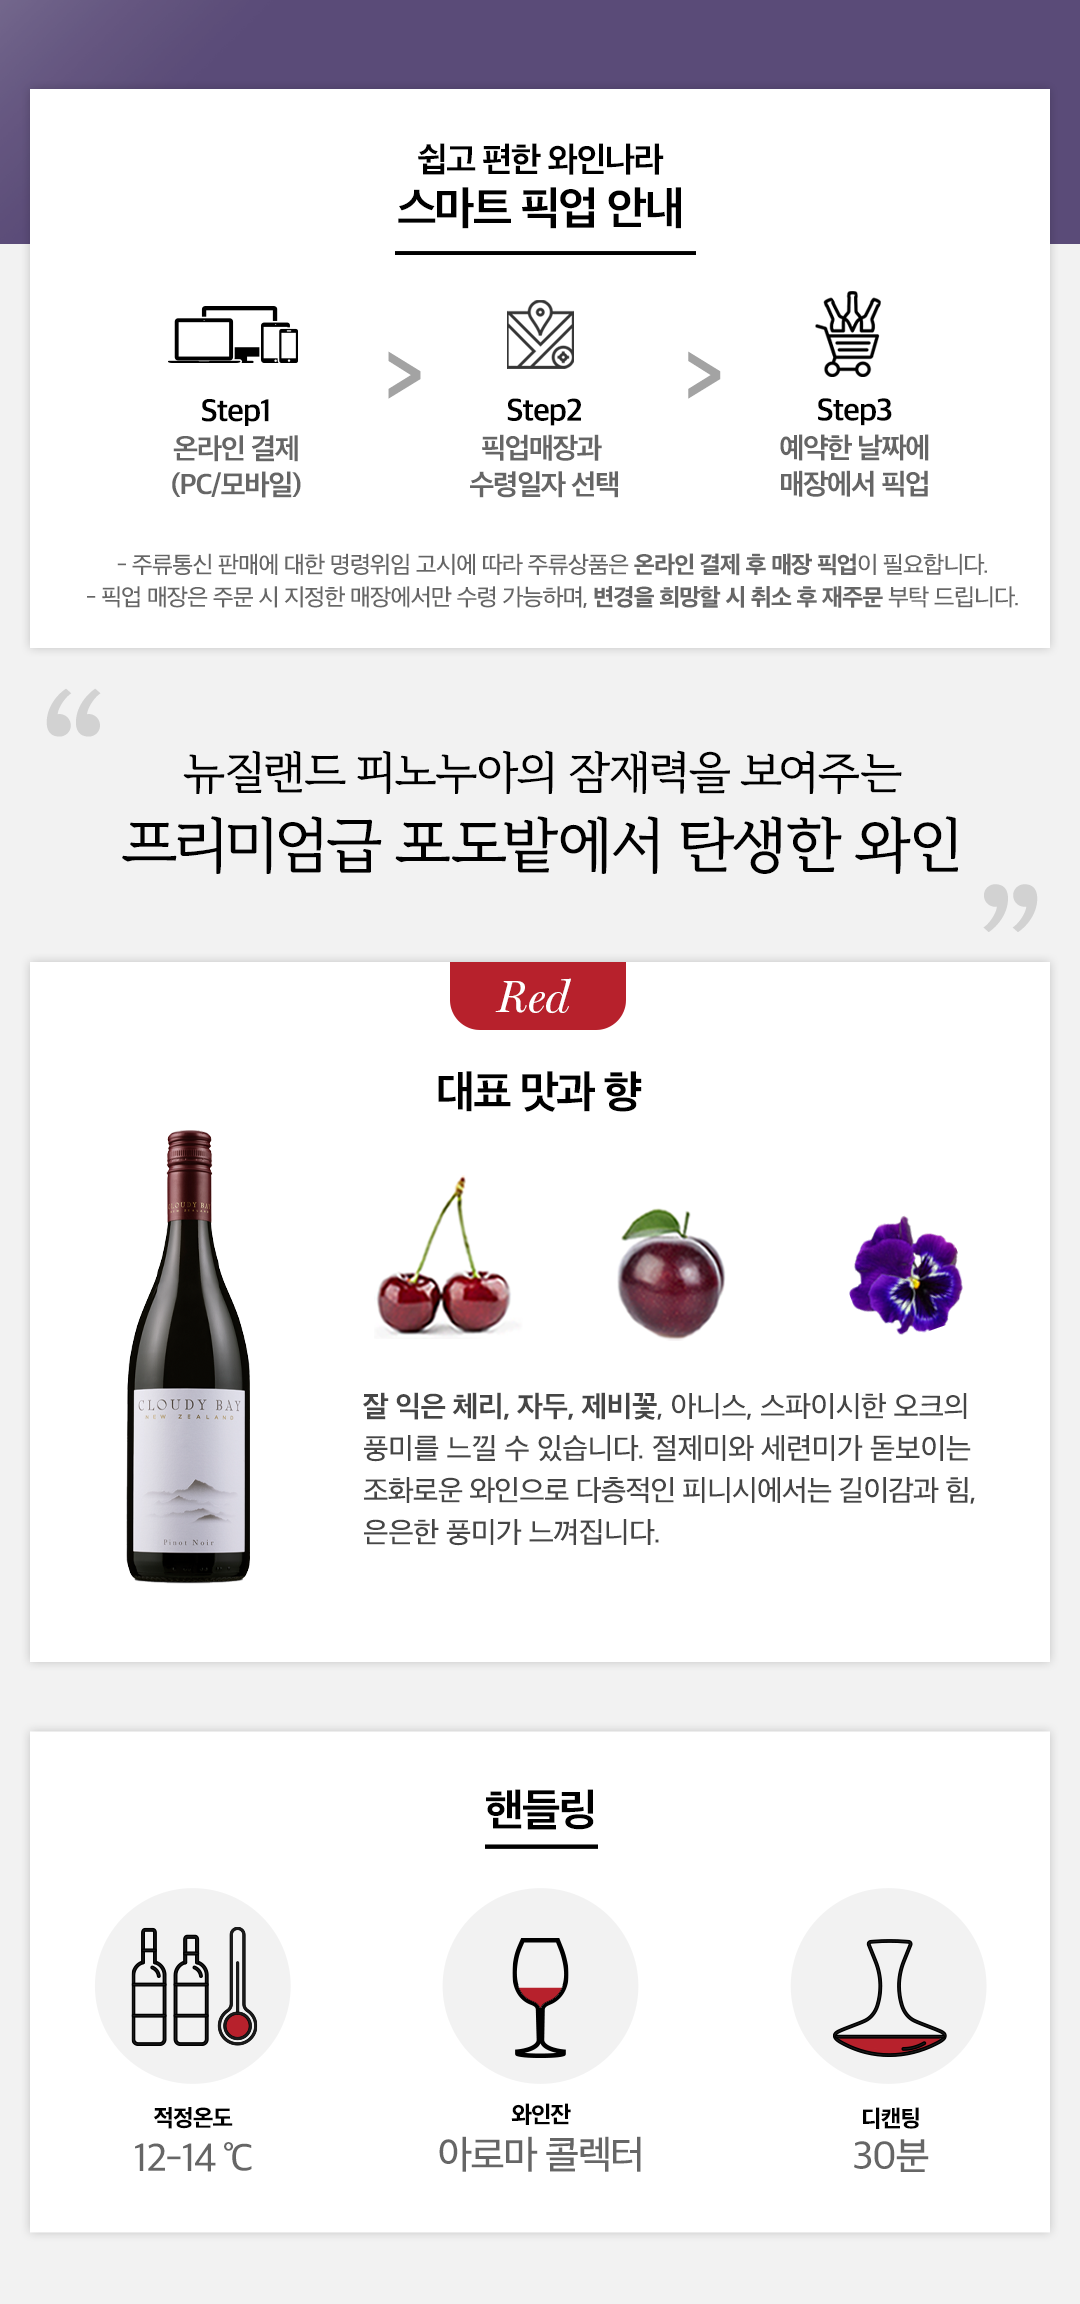 쉽고 편한 와인나라
스마트 픽업 안내
> >
Step1
온라인 결제
(PC/모바일)
Step2
픽업매장과
수령일자 선택
Step3
예약한 날짜에
매장에서 픽업
- 주류통신 판매에 대한 명령위임 고시에 따라 주류상품은 온라인 결제 후 매장 픽업이 필요합니다.
- 픽업 매장은 주문 시 지정한 매장에서만 수령 가능하며, 변경을 희망할 시 취소 후 재주문 부탁 드립니다.
“
뉴질랜드 피노누아의 잠재력을 보여주는
프리미엄급 포도밭에서 탄생한 와인
”
Red
대표 맛과 향
CLOUDY BAY
NEW ZEALAND
CLOUDY BAY
NEW ZEALAND
Pinot Noir
잘 익은 체리, 자두, 제비꽃, 아니스, 스파이시한 오크의
풍미를 느낄 수 있습니다. 절제미와 세련미가 돋보이는
조화로운 와인으로 다층적인 피니시에서는 길이감과 힘,
은은한 풍미가 느껴집니다.
핸들링
적정온도
12-14 ℃
와인잔
아로마 콜렉터
디캔팅
30분